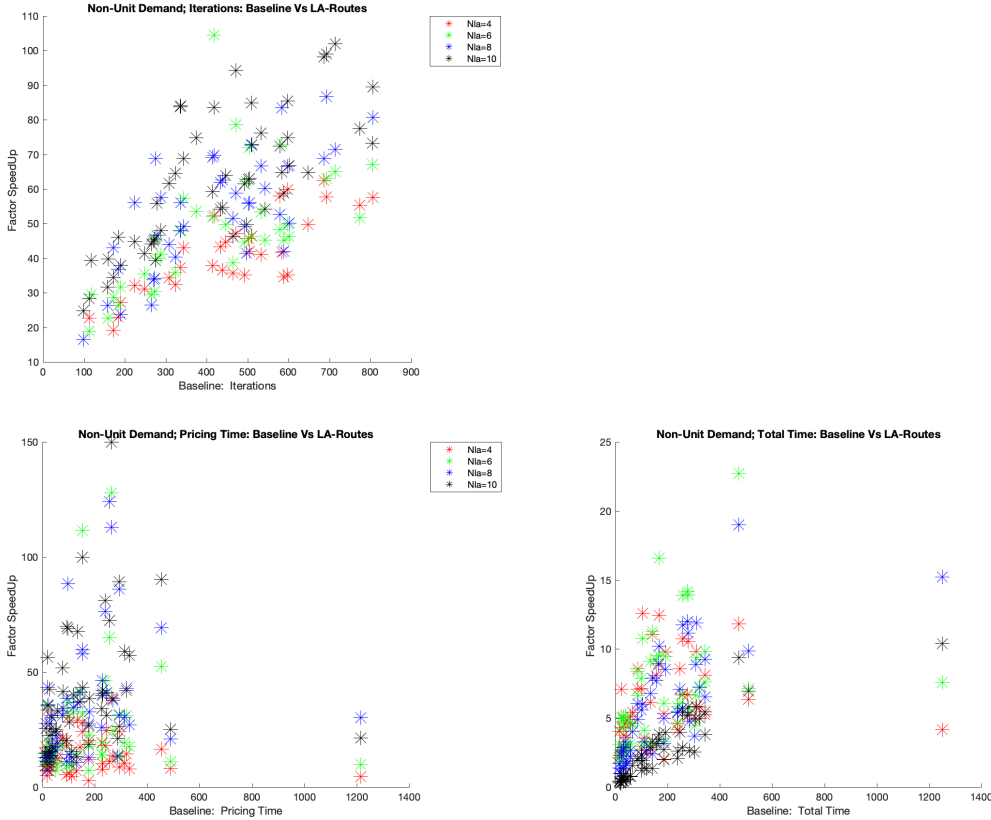 Non-Unit Demand; Iterations: Baseline Vs LA-Routes
110
100
90
80
70
60
50
40
30
20
10
Factor SpeedUp
0 100 200 300 400 500 600 700 800 900
Baseline: Iterations
Nla=4
Nla=6
Nla=8
Nla=10
Non-Unit Demand; Pricing Time: Baseline Vs LA-Routes
150
100
50
0
Factor SpeedUp
0 200 400 600 800 1000 1200 1400
Baseline: Pricing Time
Nla=4
Nla=6
Nla=8
Nla=10
Non-Unit Demand; Total Time: Baseline Vs LA-Routes
25
20
15
10
5
0
Factor SpeedUp
0 200 400 600 800 1000 1200 1400
Baseline: Total Time